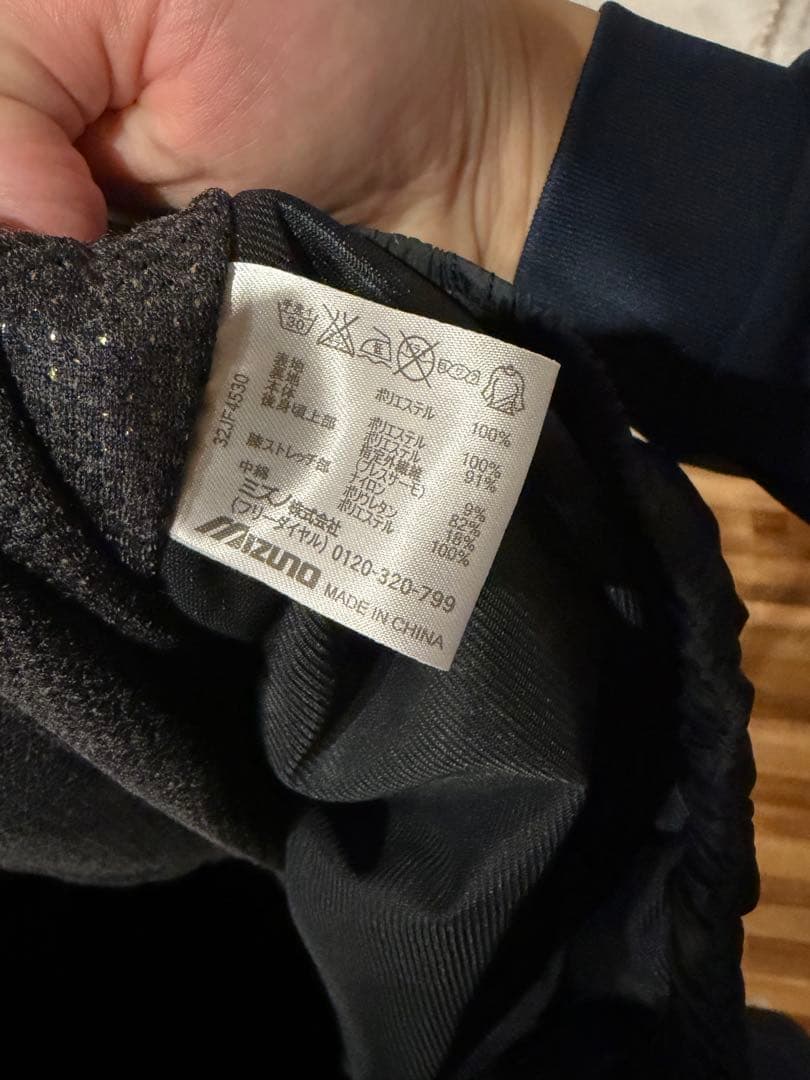 手洗イ
30
32JF4530
表地 ポリエステル 100%
裏地
本体 ポリエステル 100%
後身頃上部 ポリエステル 91%
指定外繊維
(ブレスサーモ) 9%
膝ストレッチ部 ナイロン 82%
ポリウレタン 18%
中綿 ポリエステル 100%
ミズノ株式会社
(フリーダイヤル) 0120-320-799
MIZUNO MADE IN CHINA